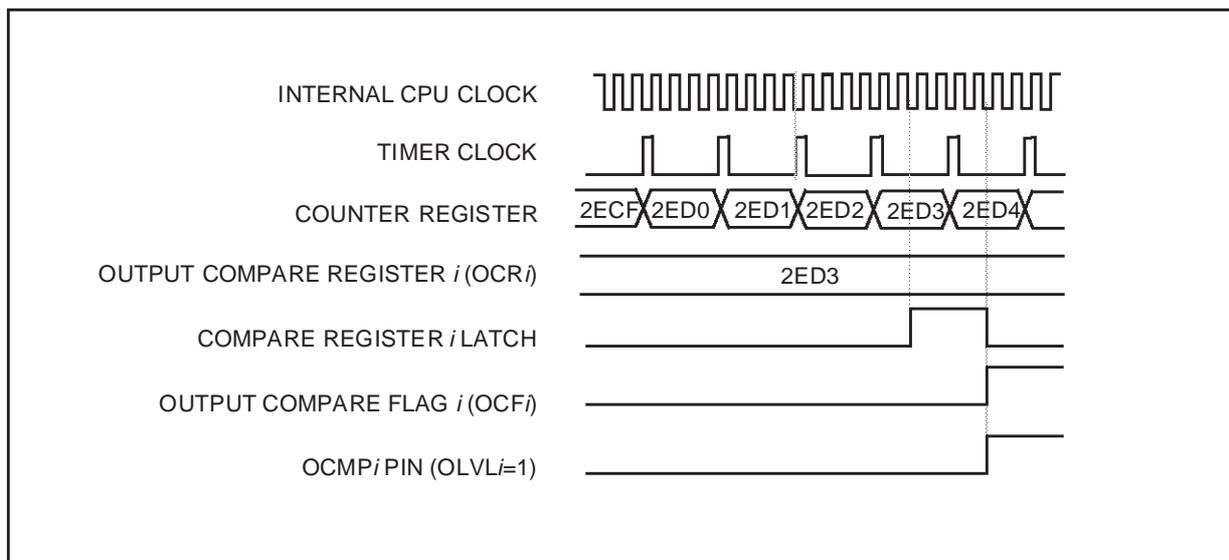 INTERNAL CPU CLOCK
TIMER CLOCK
COUNTER REGISTER 2ECF 2ED0 2ED1 2ED2 2ED3 2ED4
OUTPUT COMPARE REGISTER i (OCRi) 2ED3
COMPARE REGISTER i LATCH
OUTPUT COMPARE FLAG i (OCFi)
OCMPi PIN (OLVLi=1)